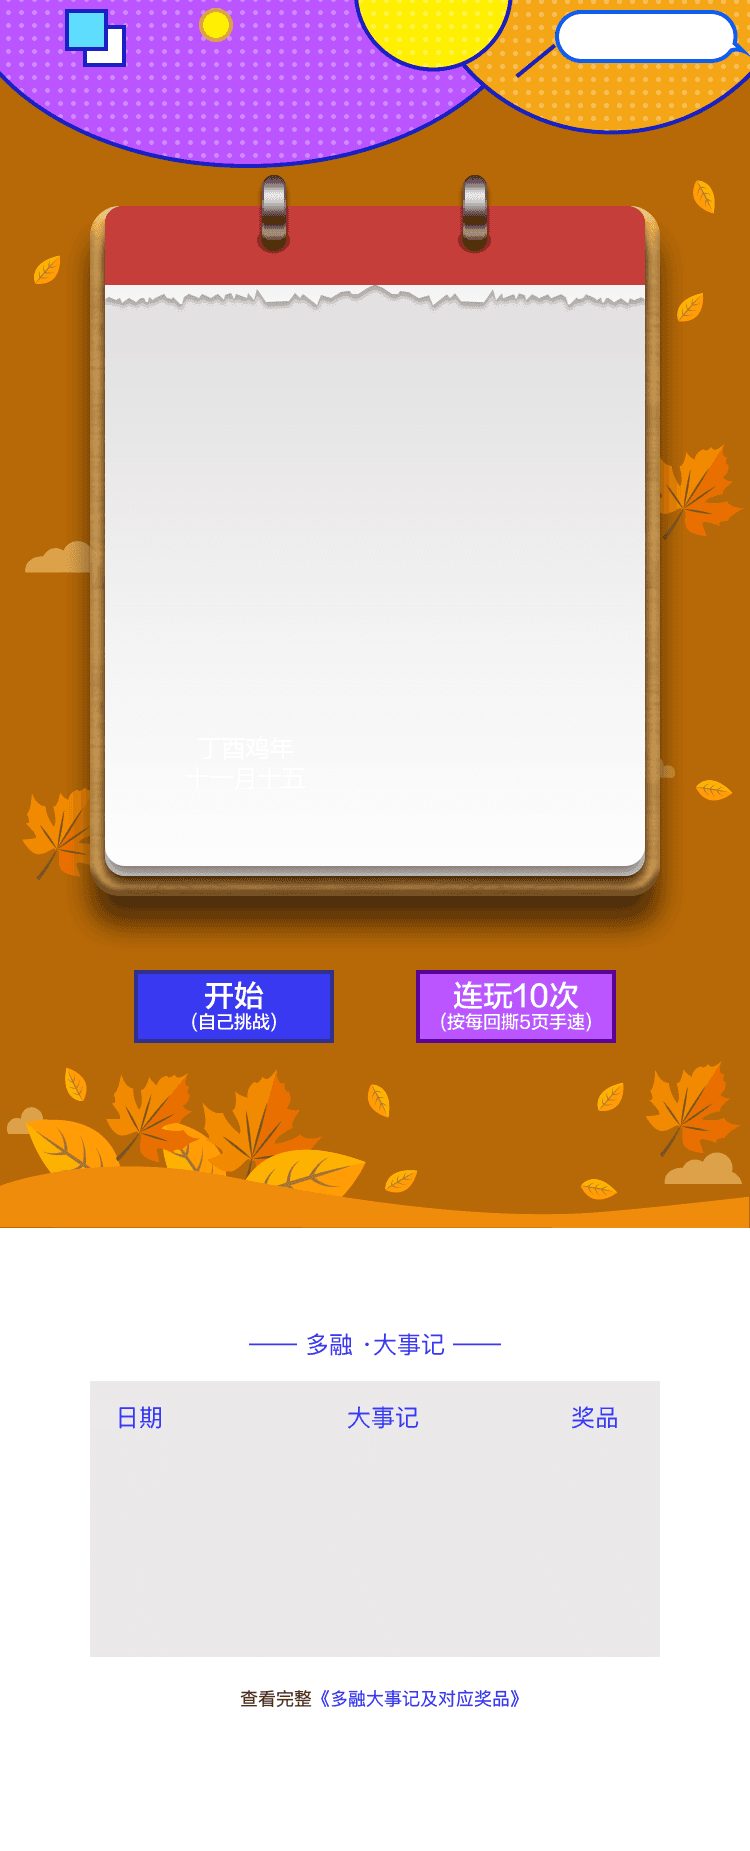 丁酉鸡年
十一月十五
开始
(自己挑战)
连玩10次
(按每回撕5页手速)
多融 ·大事记
日期
大事记
奖品
查看完整《多融大事记及对应奖品》